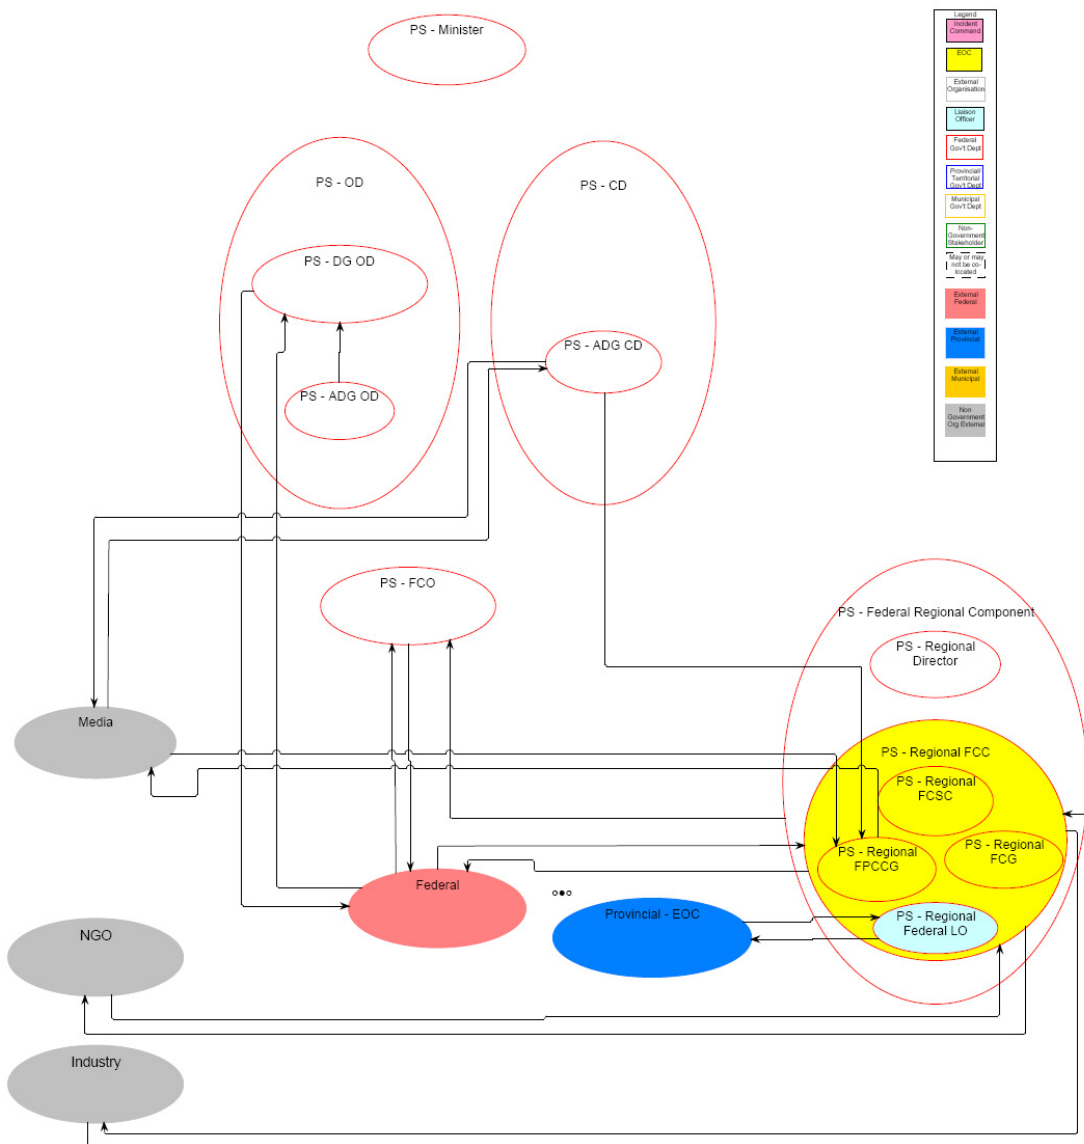 PS - Minister
Legend
Incident
Command
EOC
External
Organisation
Liaison
Officer
Federal
Gov't Dept
Provincial/
Territorial
Gov't Dept
Municipal
Gov't Dept
Non-
Government
Stakeholder
May or may
not be co-
located
External
Federal
External
Provincial
External
Municipal
Non
Government
Org External
PS - OD
PS - CD
PS - DG OD
PS - ADG CD
PS - ADG OD
PS - FCO
PS - Federal Regional Component
PS - Regional
Director
Media
PS - Regional FCC
PS - Regional
FCSC
PS - Regional
FPCCG
PS - Regional
FCG
Federal
Provincial - EOC
PS - Regional
Federal LO
NGO
Industry